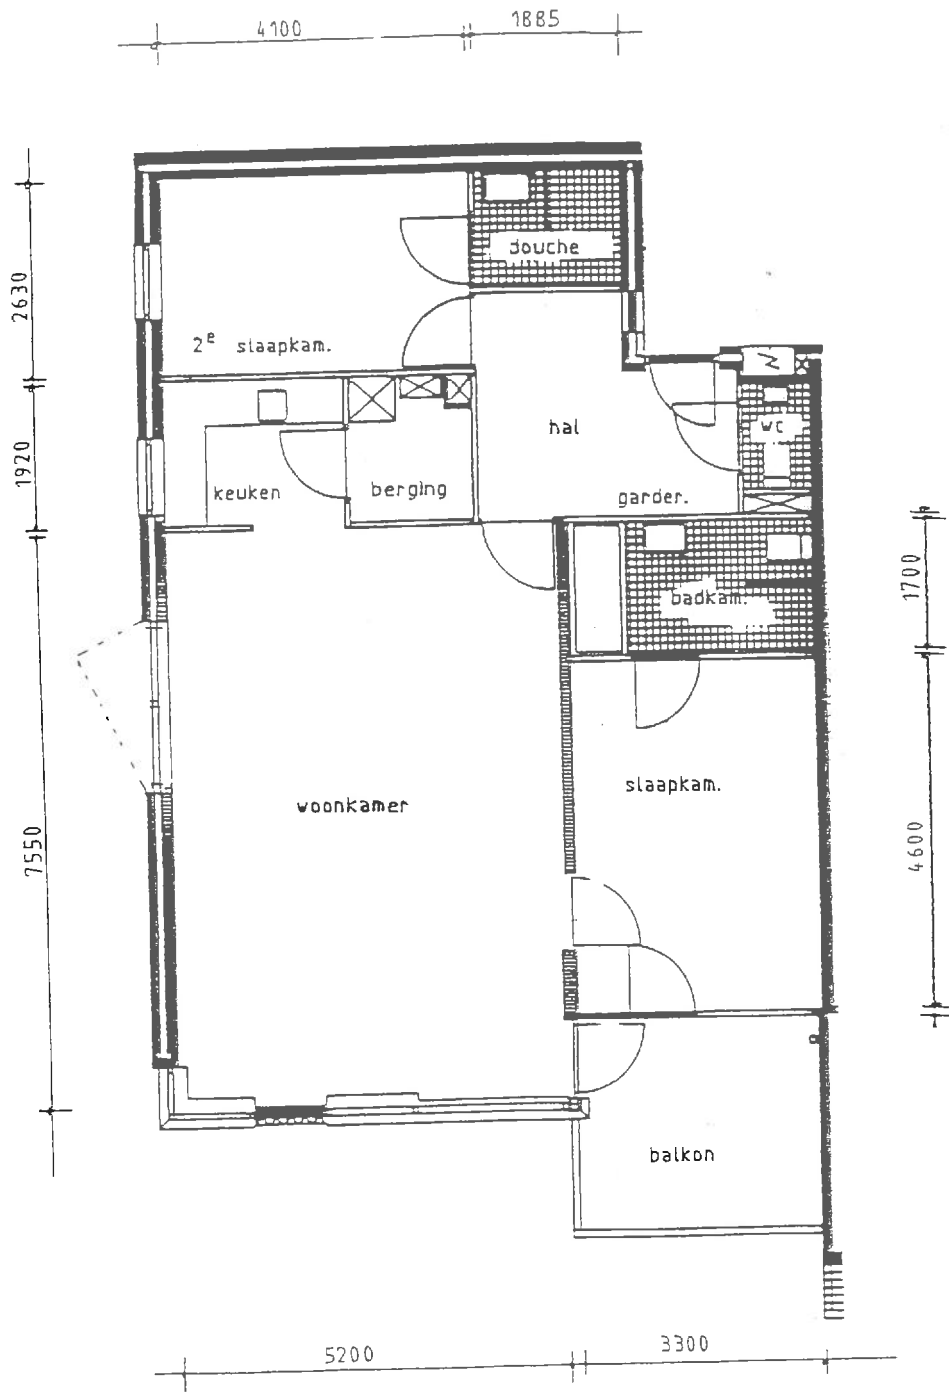 4100
1885
2630
douche
2e slaapkam.
1920
hal
wc
keuken
berging
garder.
1700
badkam.
slaapkam.
woonkamer
7550
4600
balkon
5200
3300